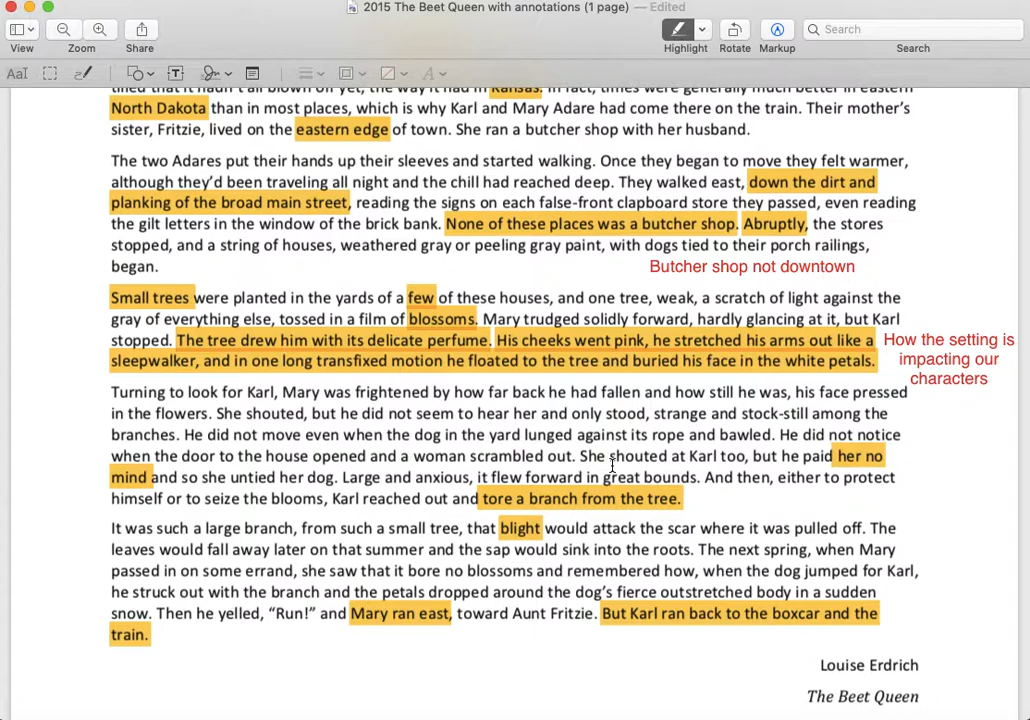 2015 The Beet Queen with annotations (1 page) — Edited
View
Zoom
Share
Highlight
Rotate
Markup
Search
Search
tified that it hadn't all blown off yet, the way it had in Kansas. In fact, times were generally much better in eastern
North Dakota than in most places, which is why Karl and Mary Adare had come there on the train. Their mother's
sister, Fritzie, lived on the eastern edge of town. She ran a butcher shop with her husband.
The two Adares put their hands up their sleeves and started walking. Once they began to move they felt warmer,
although they'd been traveling all night and the chill had reached deep. They walked east, down the dirt and
planking of the broad main street, reading the signs on each false-front clapboard store they passed, even reading
the gilt letters in the window of the brick bank. None of these places was a butcher shop. Abruptly, the stores
stopped, and a string of houses, weathered gray or peeling gray paint, with dogs tied to their porch railings,
began.
Butcher shop not downtown
Small trees were planted in the yards of a few of these houses, and one tree, weak, a scratch of light against the
gray of everything else, tossed in a film of blossoms. Mary trudged solidly forward, hardly glancing at it, but Karl
stopped. The tree drew him with its delicate perfume. His cheeks went pink, he stretched his arms out like a
sleepwalker, and in one long transfixed motion he floated to the tree and buried his face in the white petals.
How the setting is
impacting our
characters
Turning to look for Karl, Mary was frightened by how far back he had fallen and how still he was, his face pressed
in the flowers. She shouted, but he did not seem to hear her and only stood, strange and stock-still among the
branches. He did not move even when the dog in the yard lunged against its rope and bawled. He did not notice
when the door to the house opened and a woman scrambled out. She shouted at Karl too, but he paid her no
mind and so she untied her dog. Large and anxious, it flew forward in great bounds. And then, either to protect
himself or to seize the blooms, Karl reached out and tore a branch from the tree.
It was such a large branch, from such a small tree, that blight would attack the scar where it was pulled off. The
leaves would fall away later on that summer and the sap would sink into the roots. The next spring, when Mary
passed in on some errand, she saw that it bore no blossoms and remembered how, when the dog jumped for Karl,
he struck out with the branch and the petals dropped around the dog's fierce outstretched body in a sudden
snow. Then he yelled, "Run!" and Mary ran east, toward Aunt Fritzie. But Karl ran back to the boxcar and the
train.
Louise Erdrich
The Beet Queen